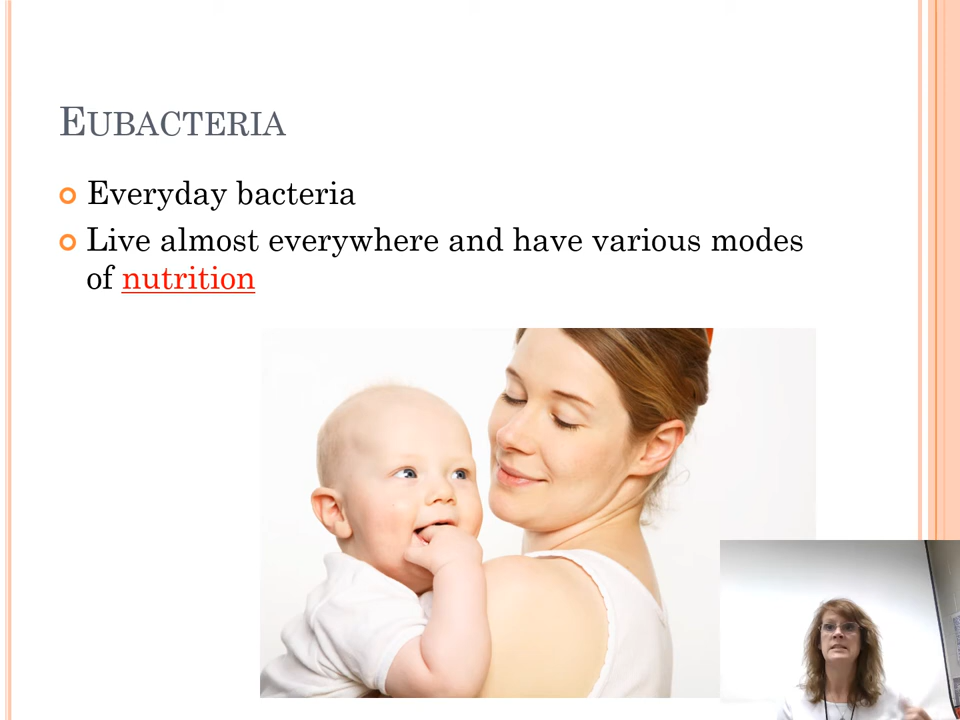 EUBACTERIA
Everyday bacteria
Live almost everywhere and have various modes
of nutrition